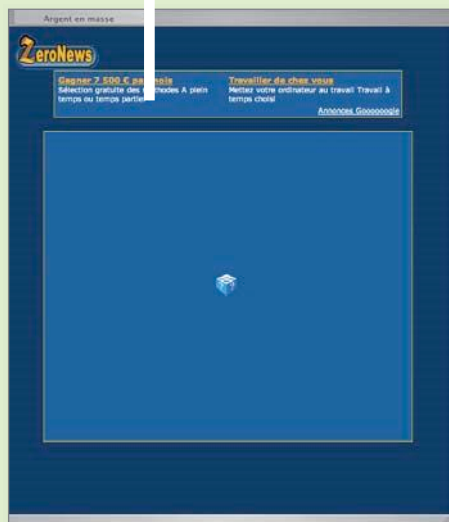 Argent en masse
ZeroNews
Gagner 7 500 € par mois
Sélection gratuite des méthodes A plein
temps ou temps partiel
Travailler de chez vous
Mettez votre ordinateur au travail Travail à
temps choisi
Annonces Goooooogle